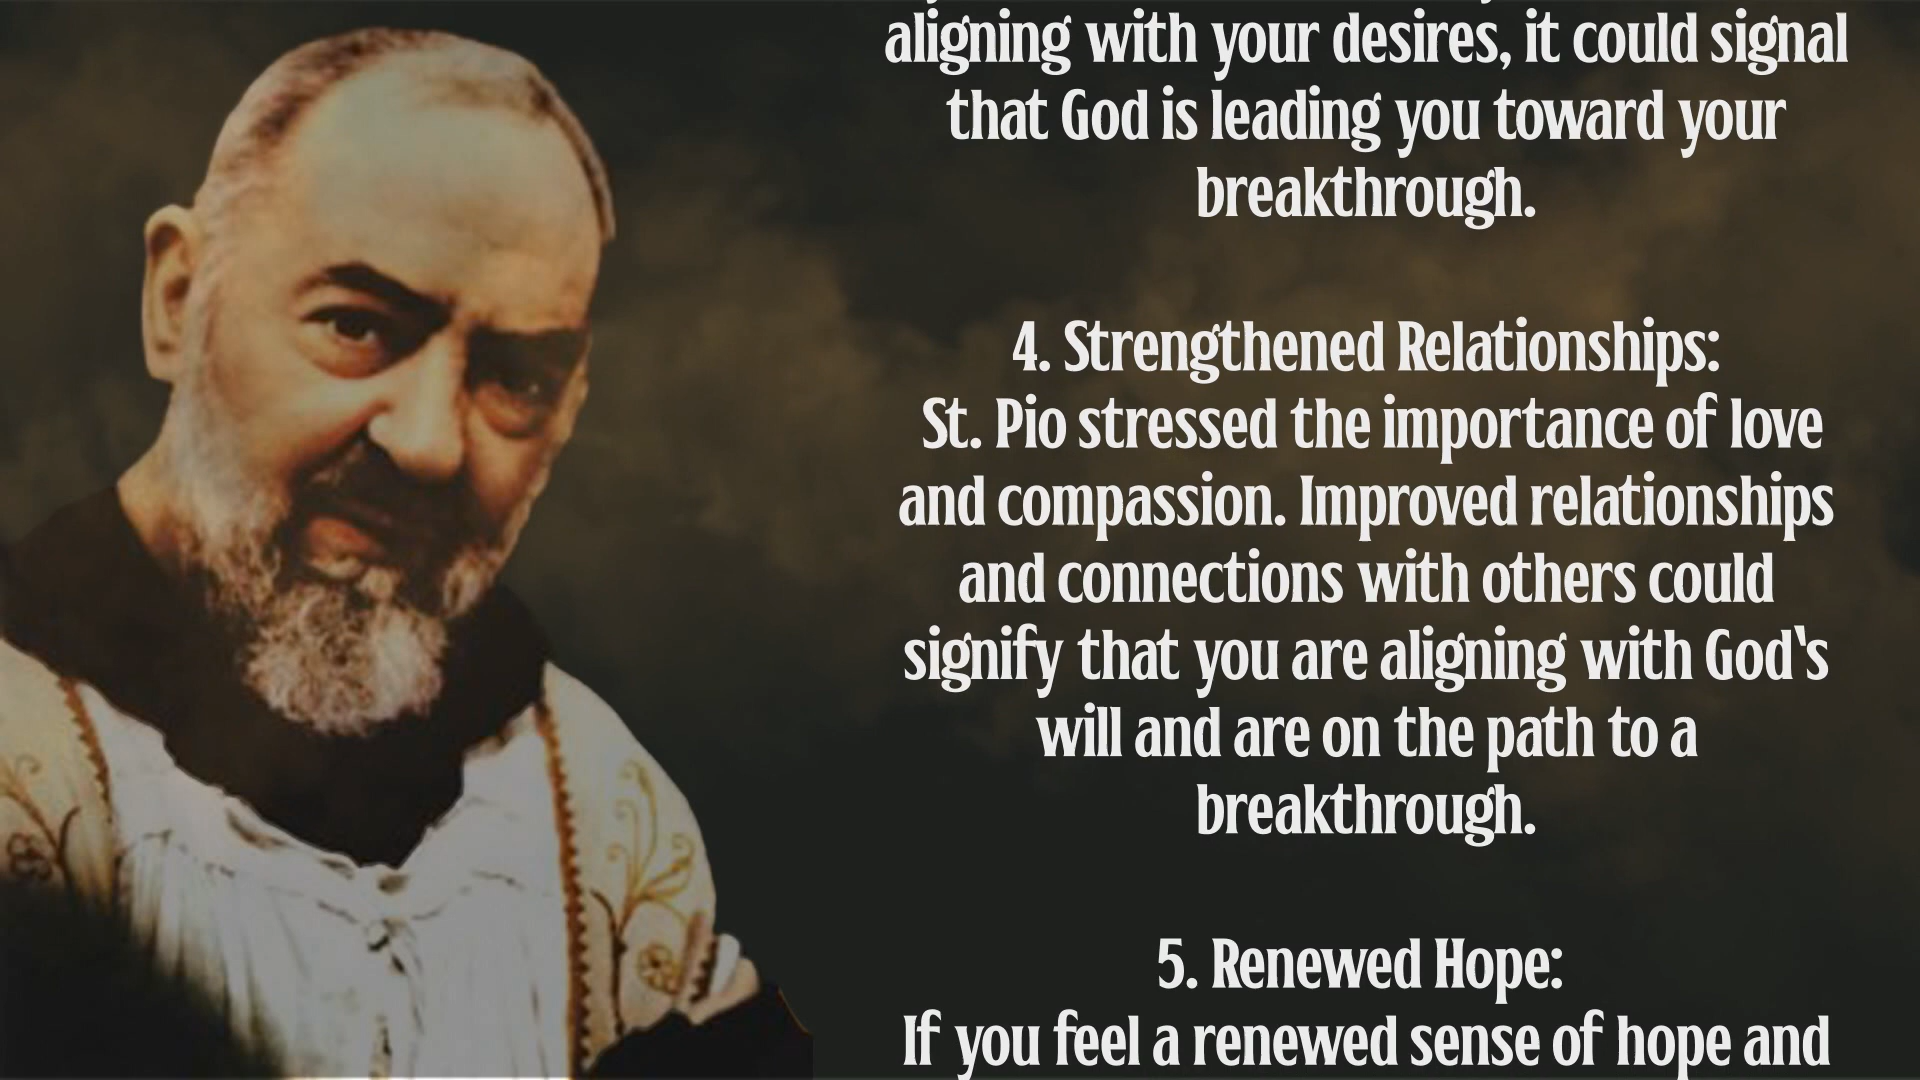 aligning with your desires, it could signal
that God is leading you toward your
breakthrough.
4. Strengthened Relationships:
St. Pio stressed the importance of love
and compassion. Improved relationships
and connections with others could
signify that you are aligning with God's
will and are on the path to a
breakthrough.
5. Renewed Hope:
If you feel a renewed sense of hope and